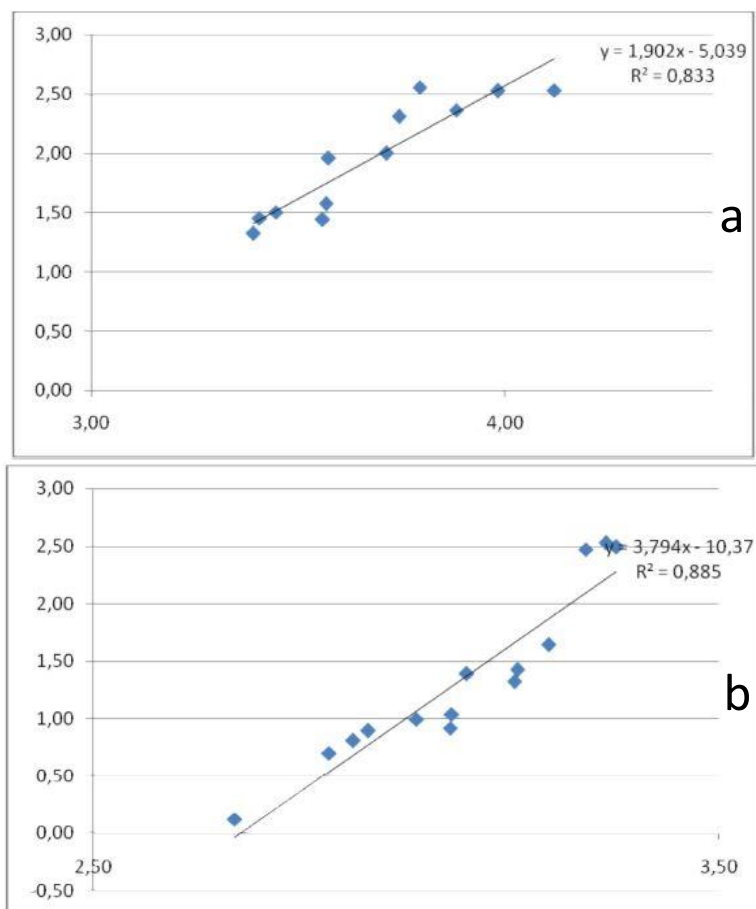 3,00
y = 1,902x - 5,039
R² = 0,833
2,50
2,00
1,50
a
1,00
0,50
0,00
3,00 4,00
3,00
2,50
y = 3,794x - 10,37
R² = 0,885
2,00
1,50
b
1,00
0,50
0,00
2,50 3,50
-0,50